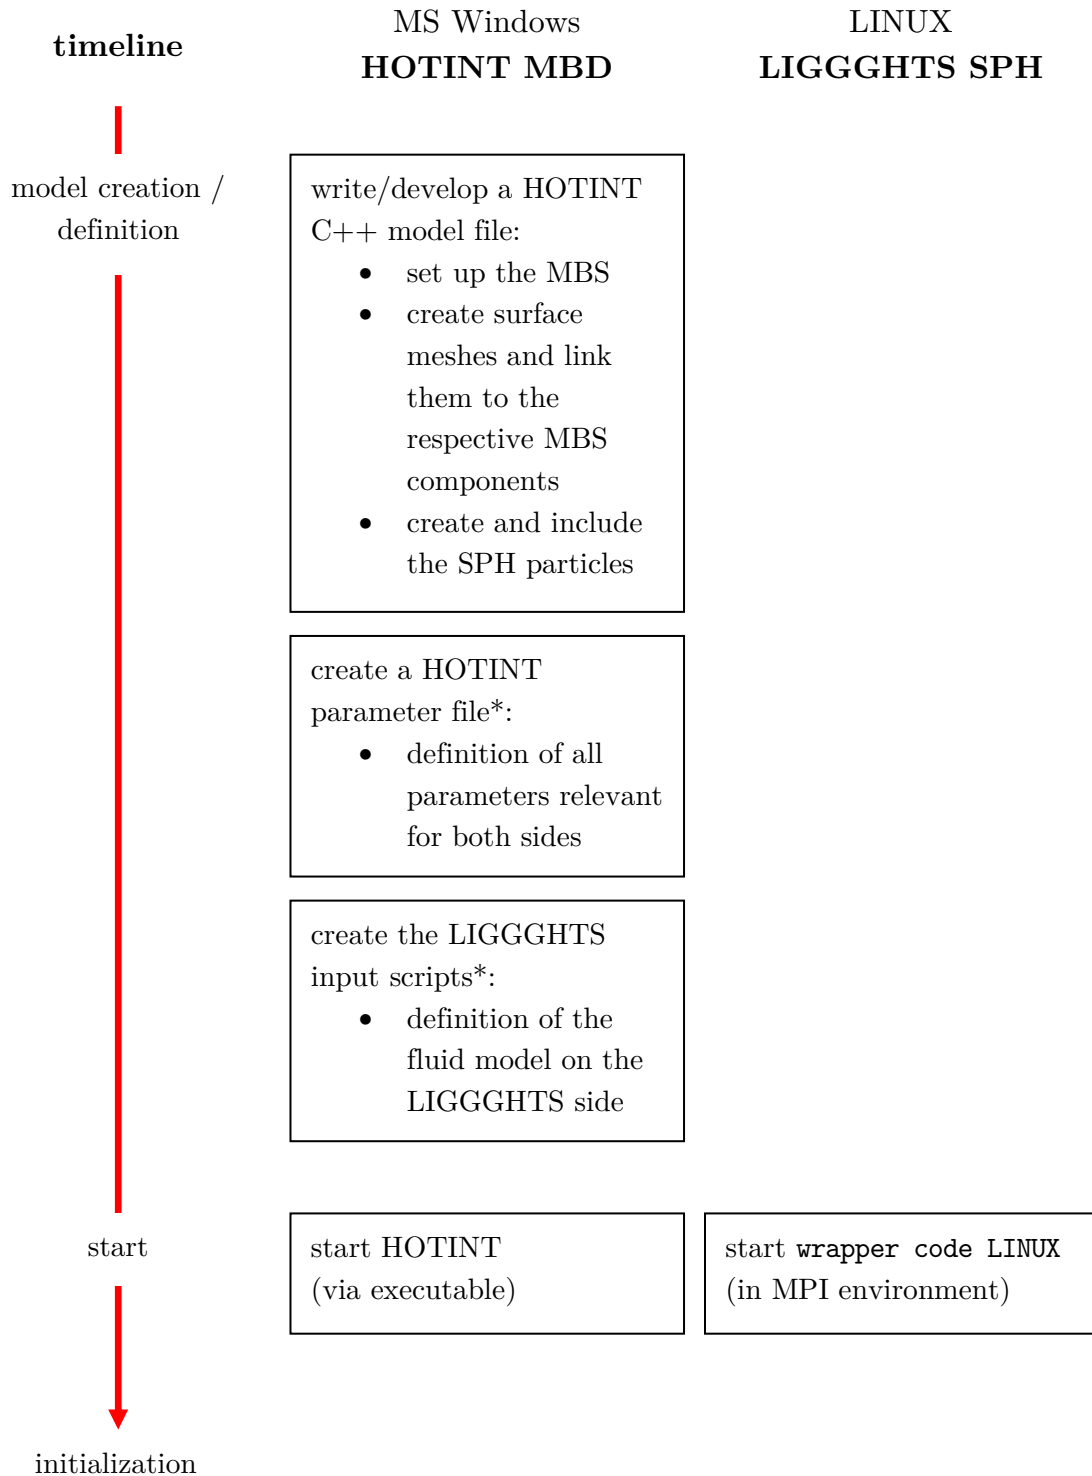 timeline
MS Windows
HOTINT MBD
LINUX
LIGGGHTS SPH
model creation /
definition
write/develop a HOTINT
C++ model file:
• set up the MBS
• create surface
meshes and link
them to the
respective MBS
components
• create and include
the SPH particles
create a HOTINT
parameter file*:
• definition of all
parameters relevant
for both sides
create the LIGGGHTS
input scripts*:
• definition of the
fluid model on the
LIGGGHTS side
start
start HOTINT
(via executable)
start wrapper code LINUX
(in MPI environment)
initialization